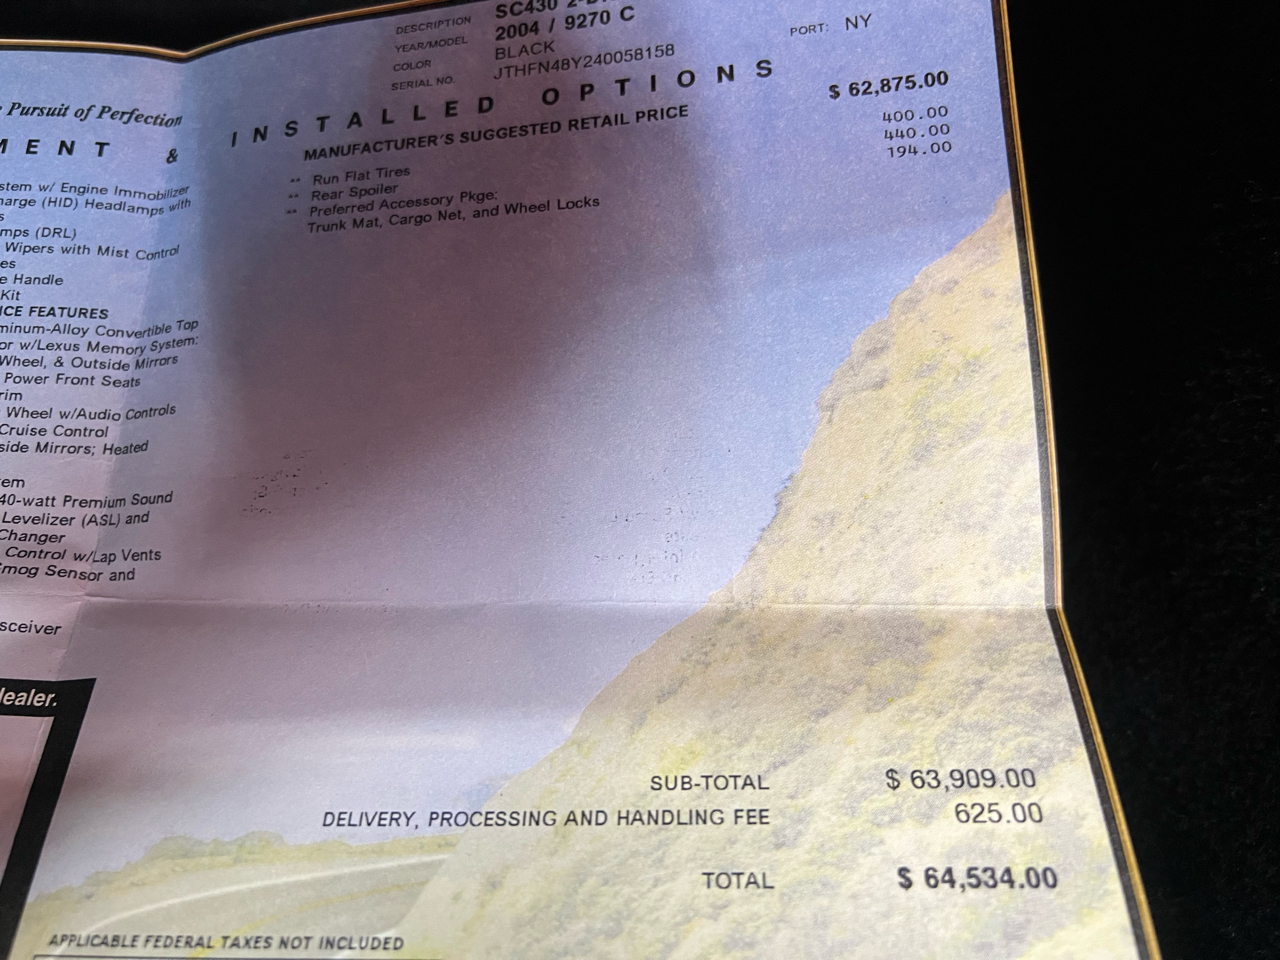 DESCRIPTION SC430
YEAR/MODEL 2004 / 9270 C
COLOR BLACK
SERIAL NO. JTHFN48Y240058158
PORT: NY
Pursuit of Perfection
MENT &
INSTALLED OPTIONS
MANUFACTURER'S SUGGESTED RETAIL PRICE $ 62,875.00
** Run Flat Tires 400.00
** Rear Spoiler 440.00
** Preferred Accessory Pkge: 194.00
Trunk Mat, Cargo Net, and Wheel Locks
stem w/ Engine Immobilizer
harge (HID) Headlamps with
s
mps (DRL)
Wipers with Mist Control
es
e Handle
Kit
ICE FEATURES
minum-Alloy Convertible Top
or w/Lexus Memory System:
Wheel, & Outside Mirrors
Power Front Seats
rim
Wheel w/Audio Controls
Cruise Control
side Mirrors; Heated
tem
40-watt Premium Sound
Levelizer (ASL) and
Changer
Control w/Lap Vents
Smog Sensor and
sceiver
dealer.
SUB-TOTAL $ 63,909.00
DELIVERY, PROCESSING AND HANDLING FEE 625.00
TOTAL $ 64,534.00
APPLICABLE FEDERAL TAXES NOT INCLUDED